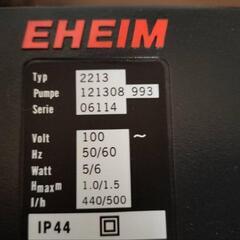 EHEIM
Typ 2213
Pumpe 121308 993
Serie 06114
Volt 100 ~
Hz 50/60
Watt 5/6
Hmax m 1.0/1.5
l/h 440/500
IP44